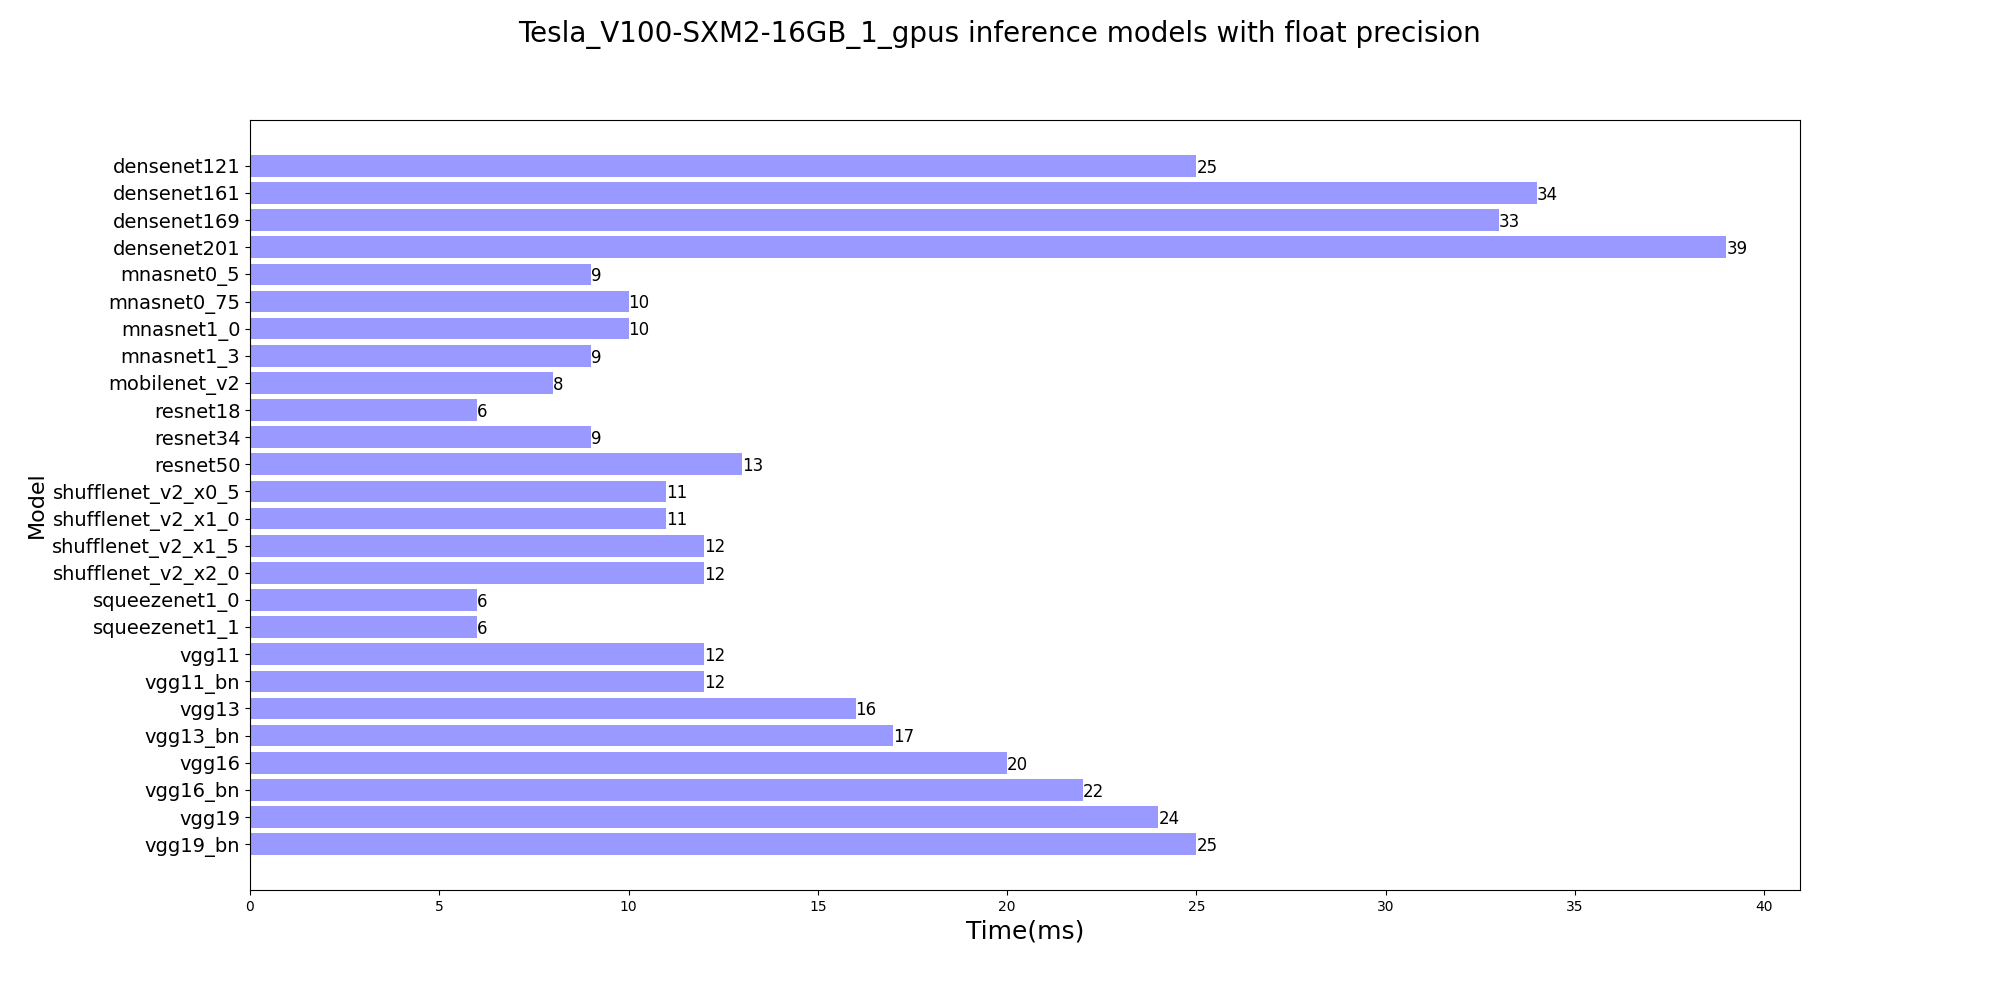 Tesla_V100-SXM2-16GB_1_gpus inference models with float precision
densenet121 25
densenet161 34
densenet169 33
densenet201 39
mnasnet0_5 9
mnasnet0_75 10
mnasnet1_0 10
mnasnet1_3 9
mobilenet_v2 8
resnet18 6
resnet34 9
resnet50 13
shufflenet_v2_x0_5 11
shufflenet_v2_x1_0 11
shufflenet_v2_x1_5 12
shufflenet_v2_x2_0 12
squeezenet1_0 6
squeezenet1_1 6
vgg11 12
vgg11_bn 12
vgg13 16
vgg13_bn 17
vgg16 20
vgg16_bn 22
vgg19 24
vgg19_bn 25
Model
0 5 10 15 20 25 30 35 40
Time(ms)